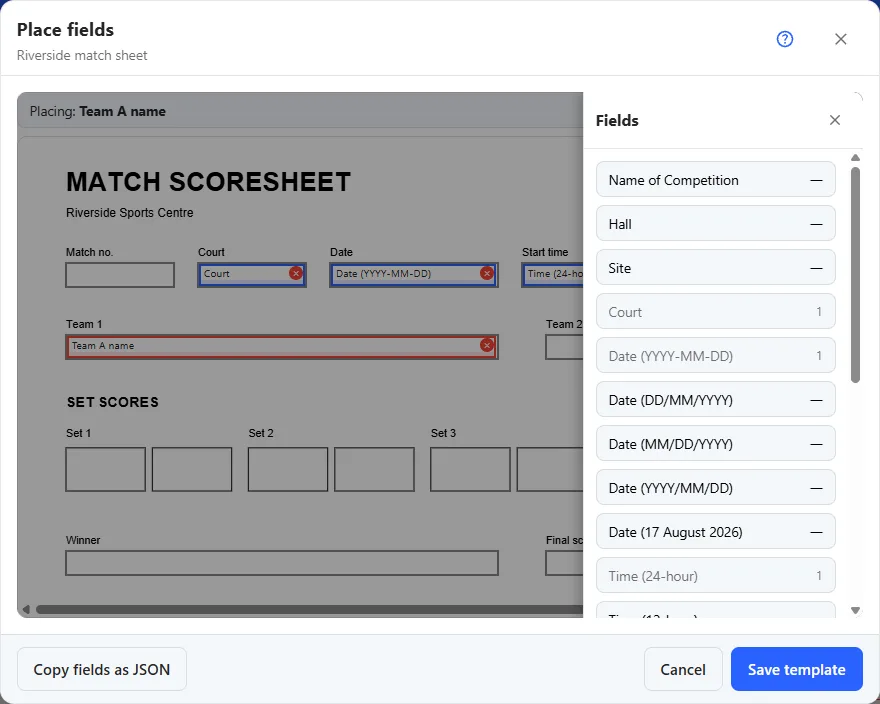 Place fields
Riverside match sheet
Placing: Team A name
MATCH SCORESHEET
Riverside Sports Centre
Match no. Court Date Start time
Court Date (YYYY-MM-DD) Time (24-ho
Team 1 Team 2
Team A name
SET SCORES
Set 1 Set 2 Set 3
Winner Final sc
Fields
Name of Competition —
Hall —
Site —
Court 1
Date (YYYY-MM-DD) 1
Date (DD/MM/YYYY) —
Date (MM/DD/YYYY) —
Date (YYYY/MM/DD) —
Date (17 August 2026) —
Time (24-hour) 1
Copy fields as JSON
Cancel
Save template